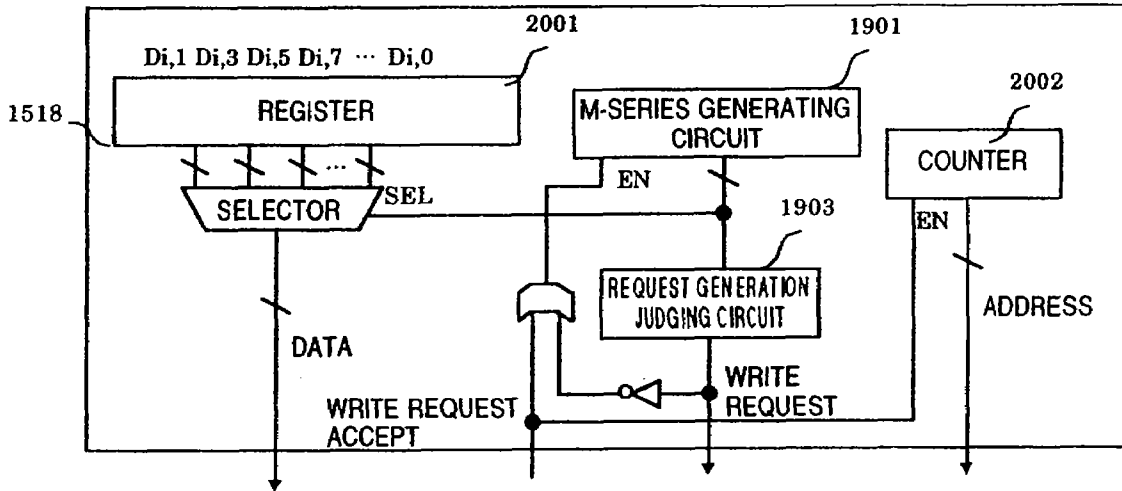 2001
1901
Di,1 Di,3 Di,5 Di,7 ··· Di,0
2002
1518
REGISTER
M-SERIES GENERATING
CIRCUIT
COUNTER
...
EN
SEL
SELECTOR
1903
EN
REQUEST GENERATION
JUDGING CIRCUIT
ADDRESS
DATA
WRITE
REQUEST
WRITE REQUEST
ACCEPT